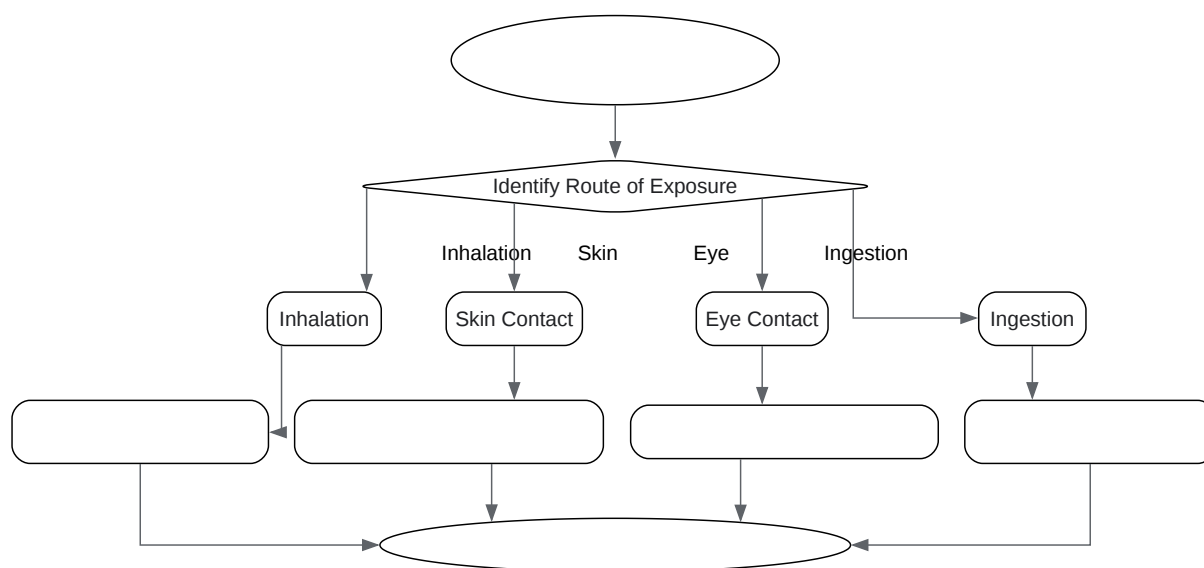 Identify Route of Exposure
Inhalation
Skin
Eye
Ingestion
Inhalation
Skin Contact
Eye Contact
Ingestion